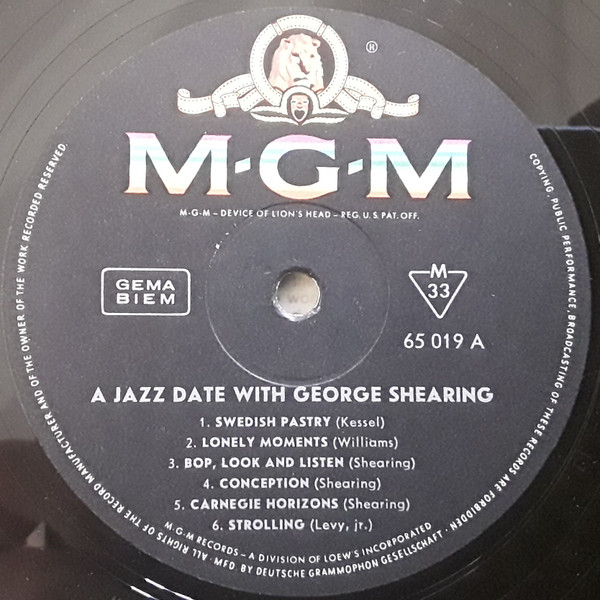 ®
M·G·M
M-G-M – DEVICE OF LION'S HEAD – REG. U.S. PAT. OFF.
GEMA
BIEM
M
33
65 019 A
A JAZZ DATE WITH GEORGE SHEARING
1. SWEDISH PASTRY (Kessel)
2. LONELY MOMENTS (Williams)
3. BOP, LOOK AND LISTEN (Shearing)
4. CONCEPTION (Shearing)
5. CARNEGIE HORIZONS (Shearing)
6. STROLLING (Levy, jr.)
M-G-M RECORDS – A DIVISION OF LOEW'S INCORPORATED
MFD. BY DEUTSCHE GRAMMOPHON GESELLSCHAFT · ALL RIGHTS OF THE RECORD MANUFACTURER AND OF THE OWNER OF THE WORK RECORDED RESERVED. COPYING, PUBLIC PERFORMANCE, BROADCASTING OF THESE RECORDS ARE FORBIDDEN ·